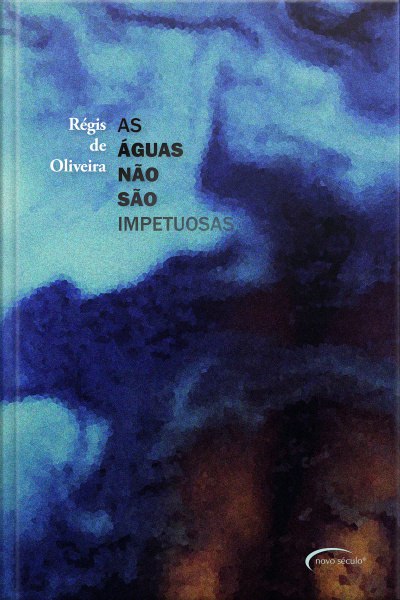 Régis
de
Oliveira
AS
ÁGUAS
NÃO
SÃO
IMPETUOSAS
novo século®